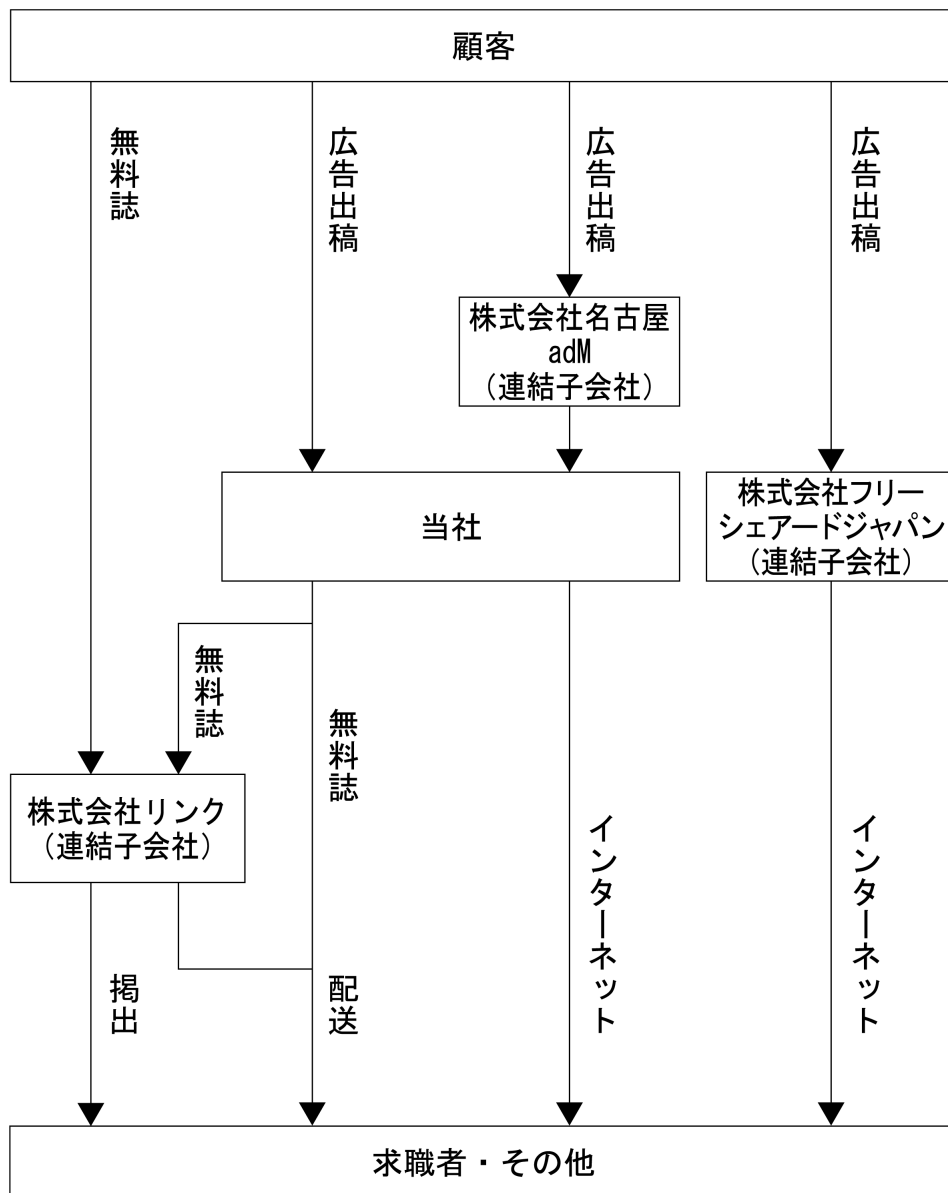 顧客
無料誌
広告出稿
広告出稿
広告出稿
株式会社名古屋
adM
（連結子会社）
当社
株式会社フリー
シェアードジャパン
（連結子会社）
無料誌
無料誌
株式会社リンク
（連結子会社）
インターネット
インターネット
掲出
配送
求職者・その他